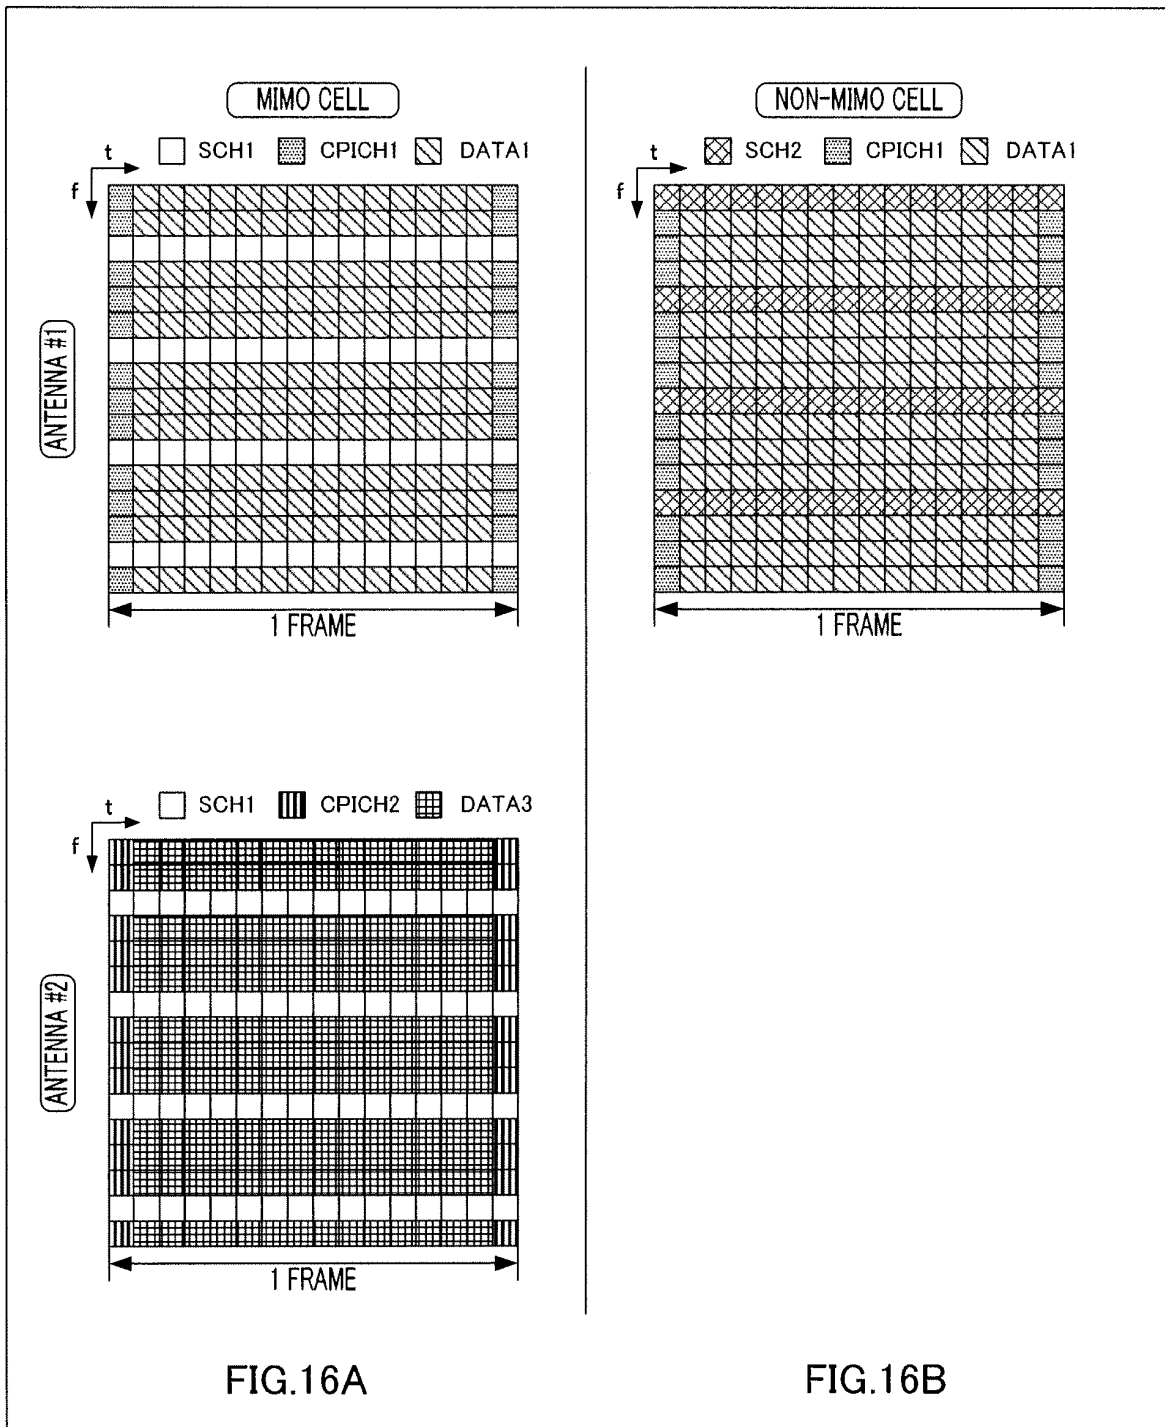 MIMO CELL
t SCH1 CPICH1 DATA1
f
ANTENNA #1
1 FRAME
NON-MIMO CELL
t SCH2 CPICH1 DATA1
f
1 FRAME
t SCH1 CPICH2 DATA3
f
ANTENNA #2
1 FRAME
FIG.16A
FIG.16B